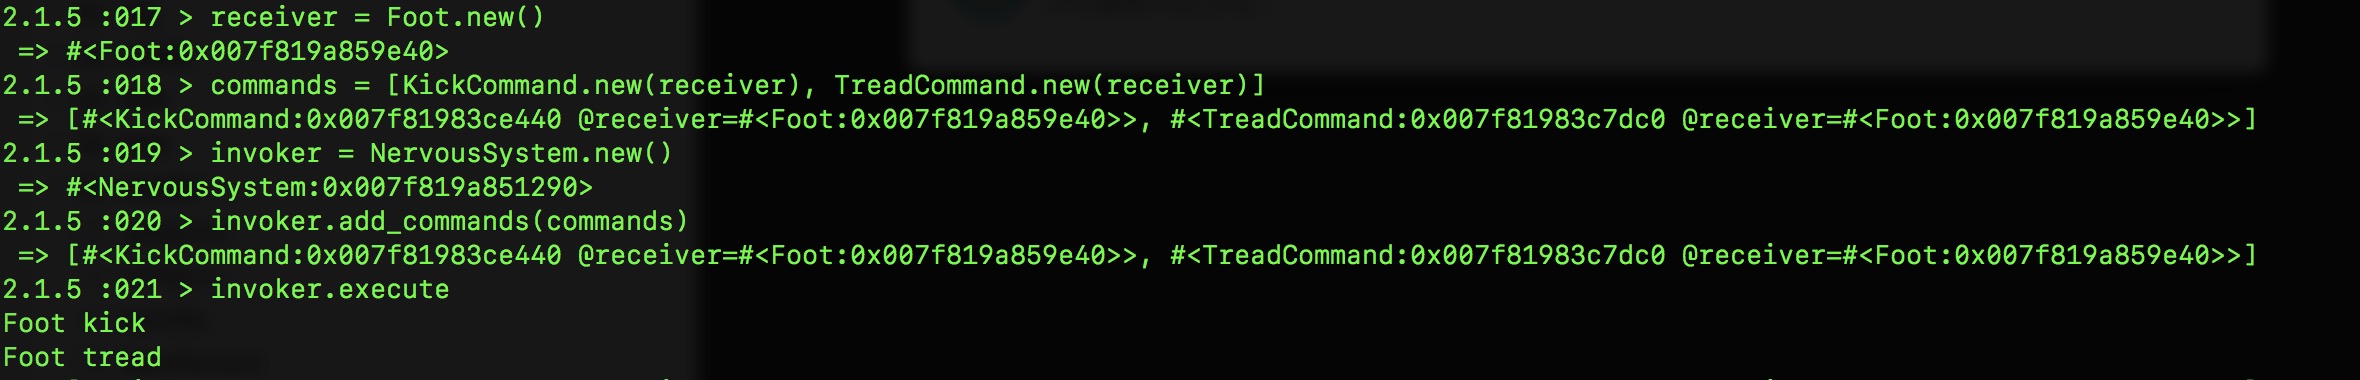 2.1.5 :017 > receiver = Foot.new()
 => #<Foot:0x007f819a859e40>
2.1.5 :018 > commands = [KickCommand.new(receiver), TreadCommand.new(receiver)]
 => [#<KickCommand:0x007f81983ce440 @receiver=#<Foot:0x007f819a859e40>>, #<TreadCommand:0x007f81983c7dc0 @receiver=#<Foot:0x007f819a859e40>>]
2.1.5 :019 > invoker = NervousSystem.new()
 => #<NervousSystem:0x007f819a851290>
2.1.5 :020 > invoker.add_commands(commands)
 => [#<KickCommand:0x007f81983ce440 @receiver=#<Foot:0x007f819a859e40>>, #<TreadCommand:0x007f81983c7dc0 @receiver=#<Foot:0x007f819a859e40>>]
2.1.5 :021 > invoker.execute
Foot kick
Foot tread